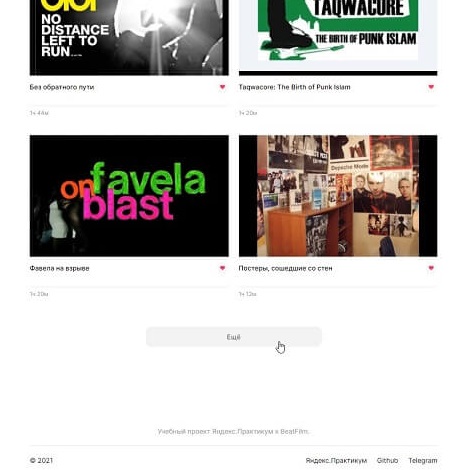 NO
DISTANCE
LEFT TO
RUN
TAQWACORE
THE BIRTH OF PUNK ISLAM
Без обратного пути
Taqwacore: The Birth of Punk Islam
1ч 44м
1ч 20м
on favela
blast
Depeche Mode
Фавела на взрыве
Постеры, сошедшие со стен
1ч 20м
1ч 12м
Ещё
Учебный проект Яндекс.Практикум х BeatFilm.
© 2021
Яндекс.Практикум Github Telegram